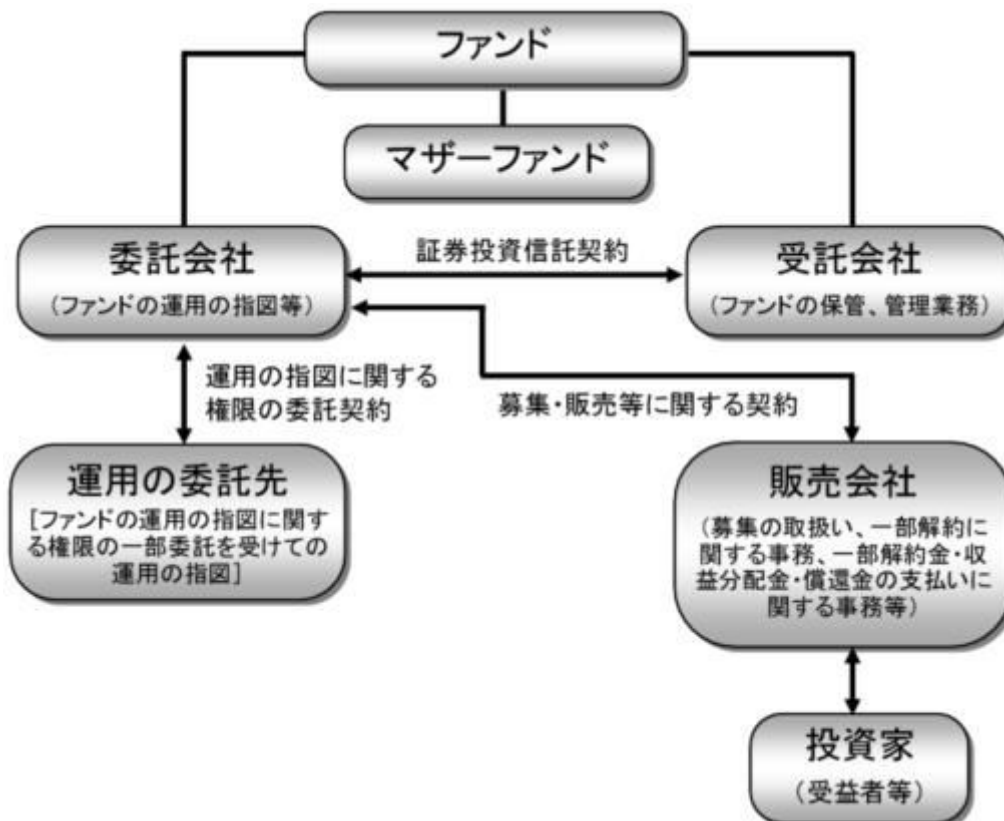 ファンド
マザーファンド
委託会社
（ファンドの運用の指図等）
証券投資信託契約
受託会社
（ファンドの保管、管理業務）
運用の指図に関する
権限の委託契約
募集・販売等に関する契約
運用の委託先
[ファンドの運用の指図に関す
る権限の一部委託を受けての
運用の指図]
販売会社
（募集の取扱い、一部解約に
関する事務、一部解約金・収
益分配金・償還金の支払いに
関する事務等）
投資家
（受益者等）